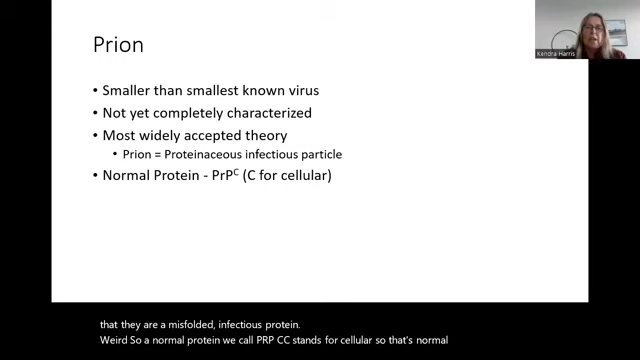 Prion
Kendra Harris
• Smaller than smallest known virus
• Not yet completely characterized
• Most widely accepted theory
• Prion = Proteinaceous infectious particle
• Normal Protein - PrPᶜ (C for cellular)
that they are a misfolded, infectious protein.
Weird So a normal protein we call PRP CC stands for cellular so that's normal